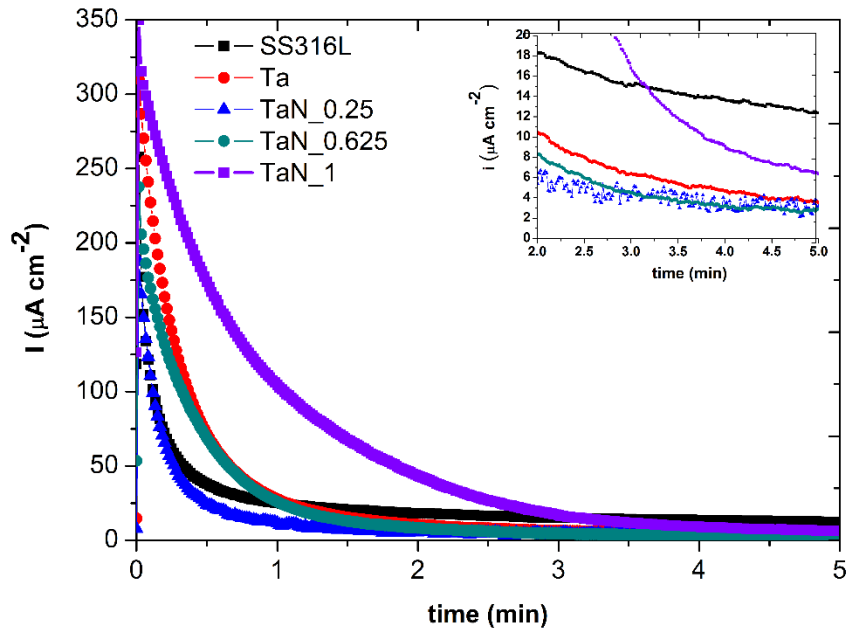 350
300
250
200
150
100
50
0
I (μA cm-2)
0 1 2 3 4 5
time (min)
SS316L
Ta
TaN_0.25
TaN_0.625
TaN_1
20
18
16
14
12
10
8
6
4
2
0
i (μA cm-2)
2.0 2.5 3.0 3.5 4.0 4.5 5.0
time (min)